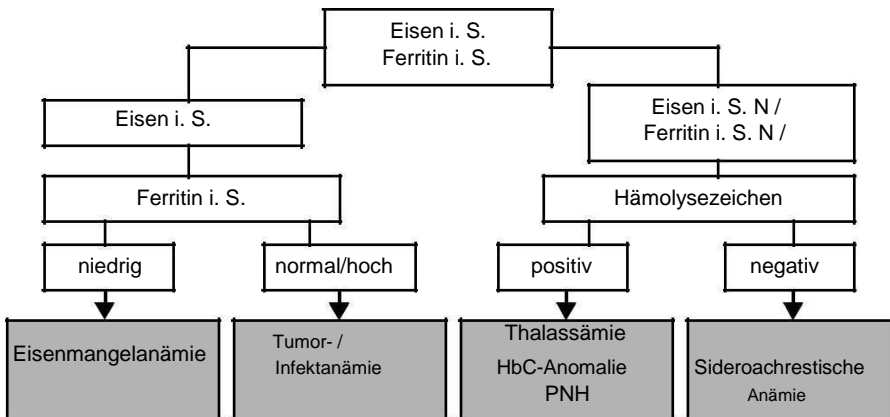 Eisen i. S.
Ferritin i. S.
Eisen i. S.
Eisen i. S. N /
Ferritin i. S. N /
Ferritin i. S.
Hämolysezeichen
niedrig
normal/hoch
positiv
negativ
Eisenmangelanämie
Tumor- /
Infektanämie
Thalassämie
HbC-Anomalie
PNH
Sideroachrestische
Anämie